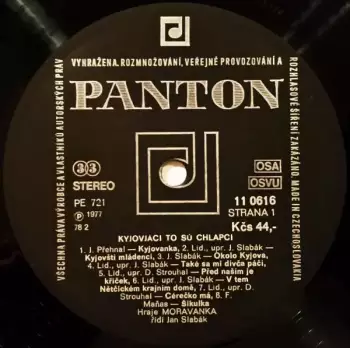 VYHRAŽENA. ROZMNOŽOVÁNÍ, VEŘEJNÉ PROVOZOVÁNÍ A
ROZHLASOVÉ ŠÍŘENÍ ZAKÁZÁNO. MADE IN CZECHOSLOVAKIA
VŠECHNA PRÁVA VÝROBCE A VLASTNÍKŮ AUTORSKÝCH PRÁV
PANTON
33
STEREO
PE 721
Ⓟ 1977
78 2
OSA
OSVU
11 0616
STRANA 1
Kčs 44,-
KYJOVIACI TO SÚ CHLAPCI
1. J. Přehnal — Kyjovanka, 2. Lid., upr. J. Slabák —
Kyjovští mládenci, 3. J. Slabák — Okolo Kyjova,
4. Lid., upr. J. Slabák — Také sa mi divča páčí,
5. Lid., upr. D. Strouhal — Před naším je
kříček, 6. Lid., upr. J. Slabák — V tem
Nětčickém krajním domě, 7. Lid., upr. D.
Strouhal — Cérečko má, 8. F.
Maňas — Šikulka
Hraje MORAVANKA
řídí Jan Slabák